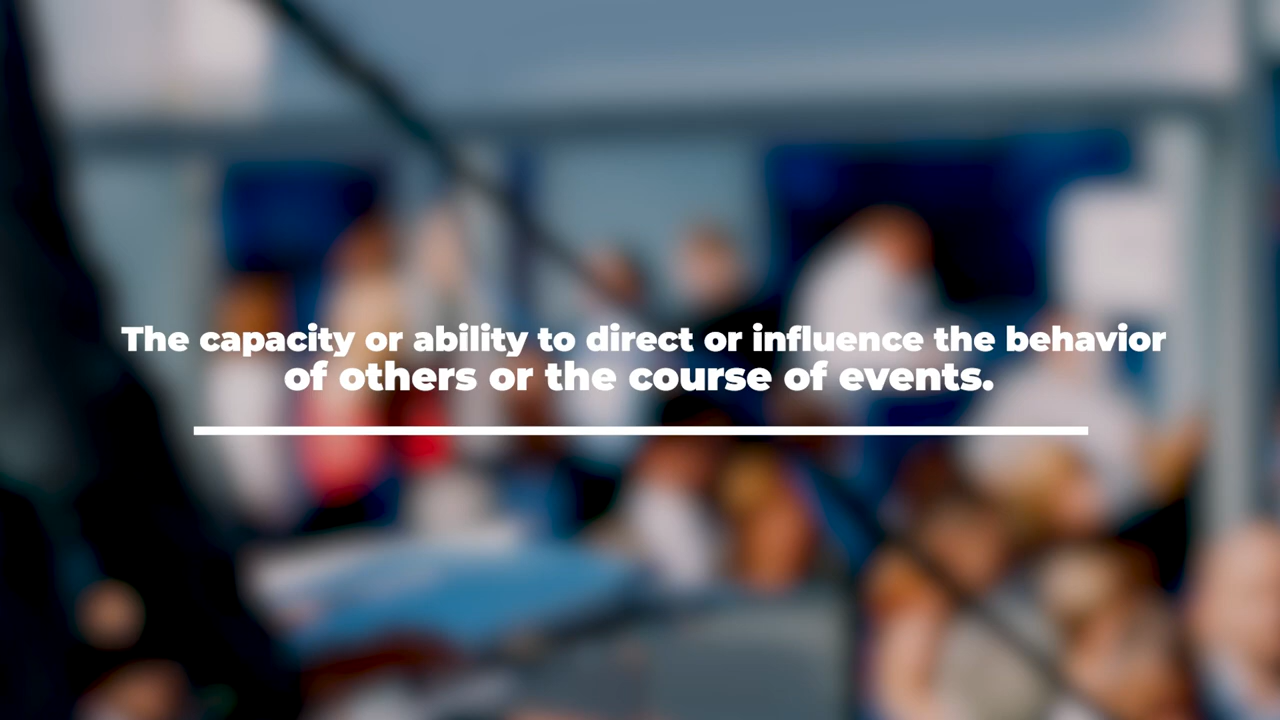 The capacity or ability to direct or influence the behavior
of others or the course of events.